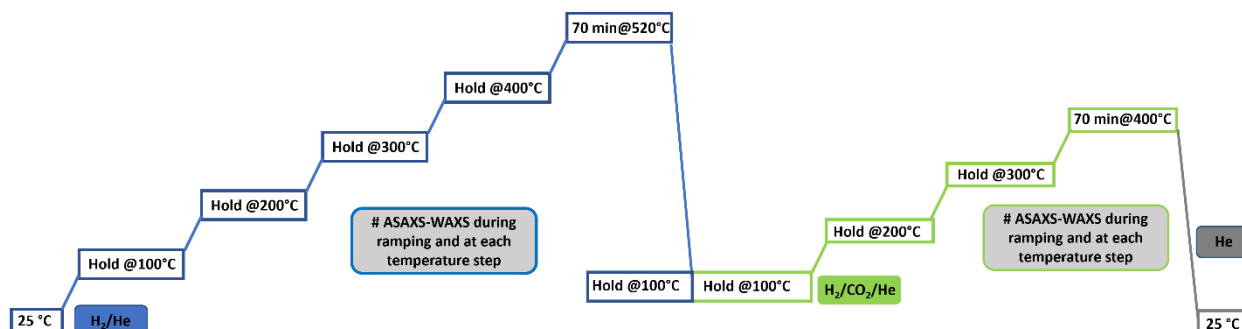 70 min@520°C
Hold @400°C
Hold @300°C
Hold @200°C
Hold @100°C
25 °C
H₂/He
# ASAXS-WAXS during
ramping and at each
temperature step
Hold @100°C
Hold @100°C
H₂/CO₂/He
Hold @200°C
Hold @300°C
70 min@400°C
# ASAXS-WAXS during
ramping and at each
temperature step
He
25 °C